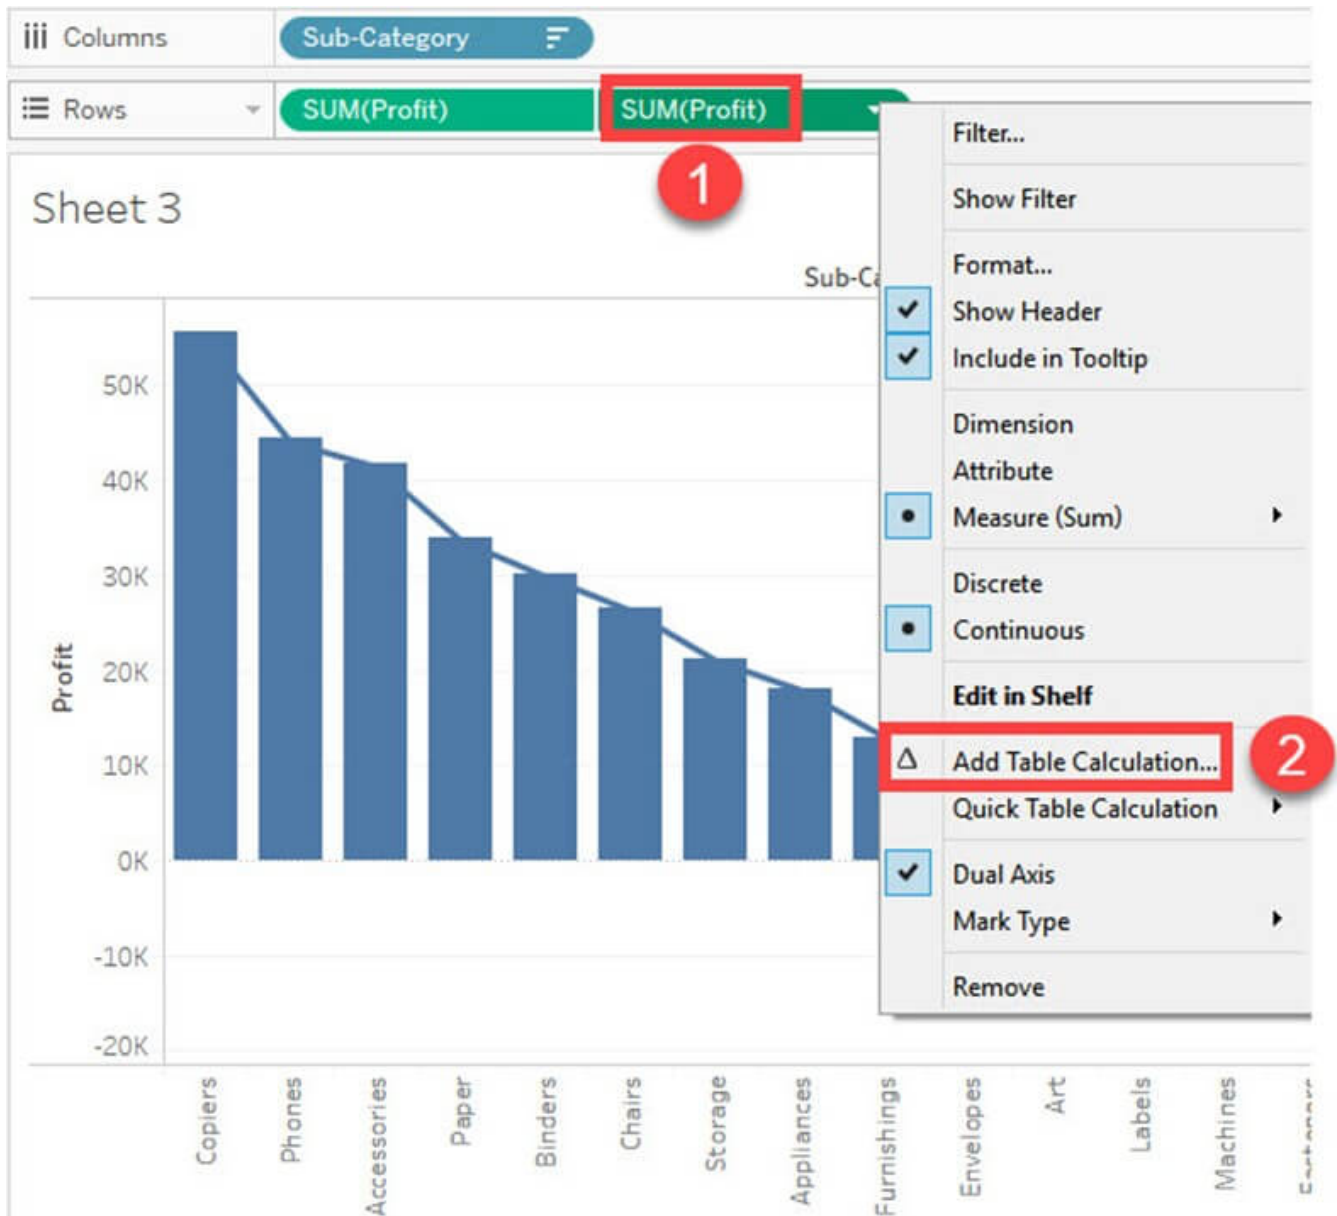 Columns
Sub-Category
Rows
SUM(Profit)
SUM(Profit)
1
Sheet 3
Sub-Ca
Filter...
Show Filter
Format...
Show Header
Include in Tooltip
Dimension
Attribute
Measure (Sum)
Discrete
Continuous
Edit in Shelf
Add Table Calculation...
2
Quick Table Calculation
Dual Axis
Mark Type
Remove
Profit
50K
40K
30K
20K
10K
0K
-10K
-20K
Copiers
Phones
Accessories
Paper
Binders
Chairs
Storage
Appliances
Furnishings
Envelopes
Art
Labels
Machines